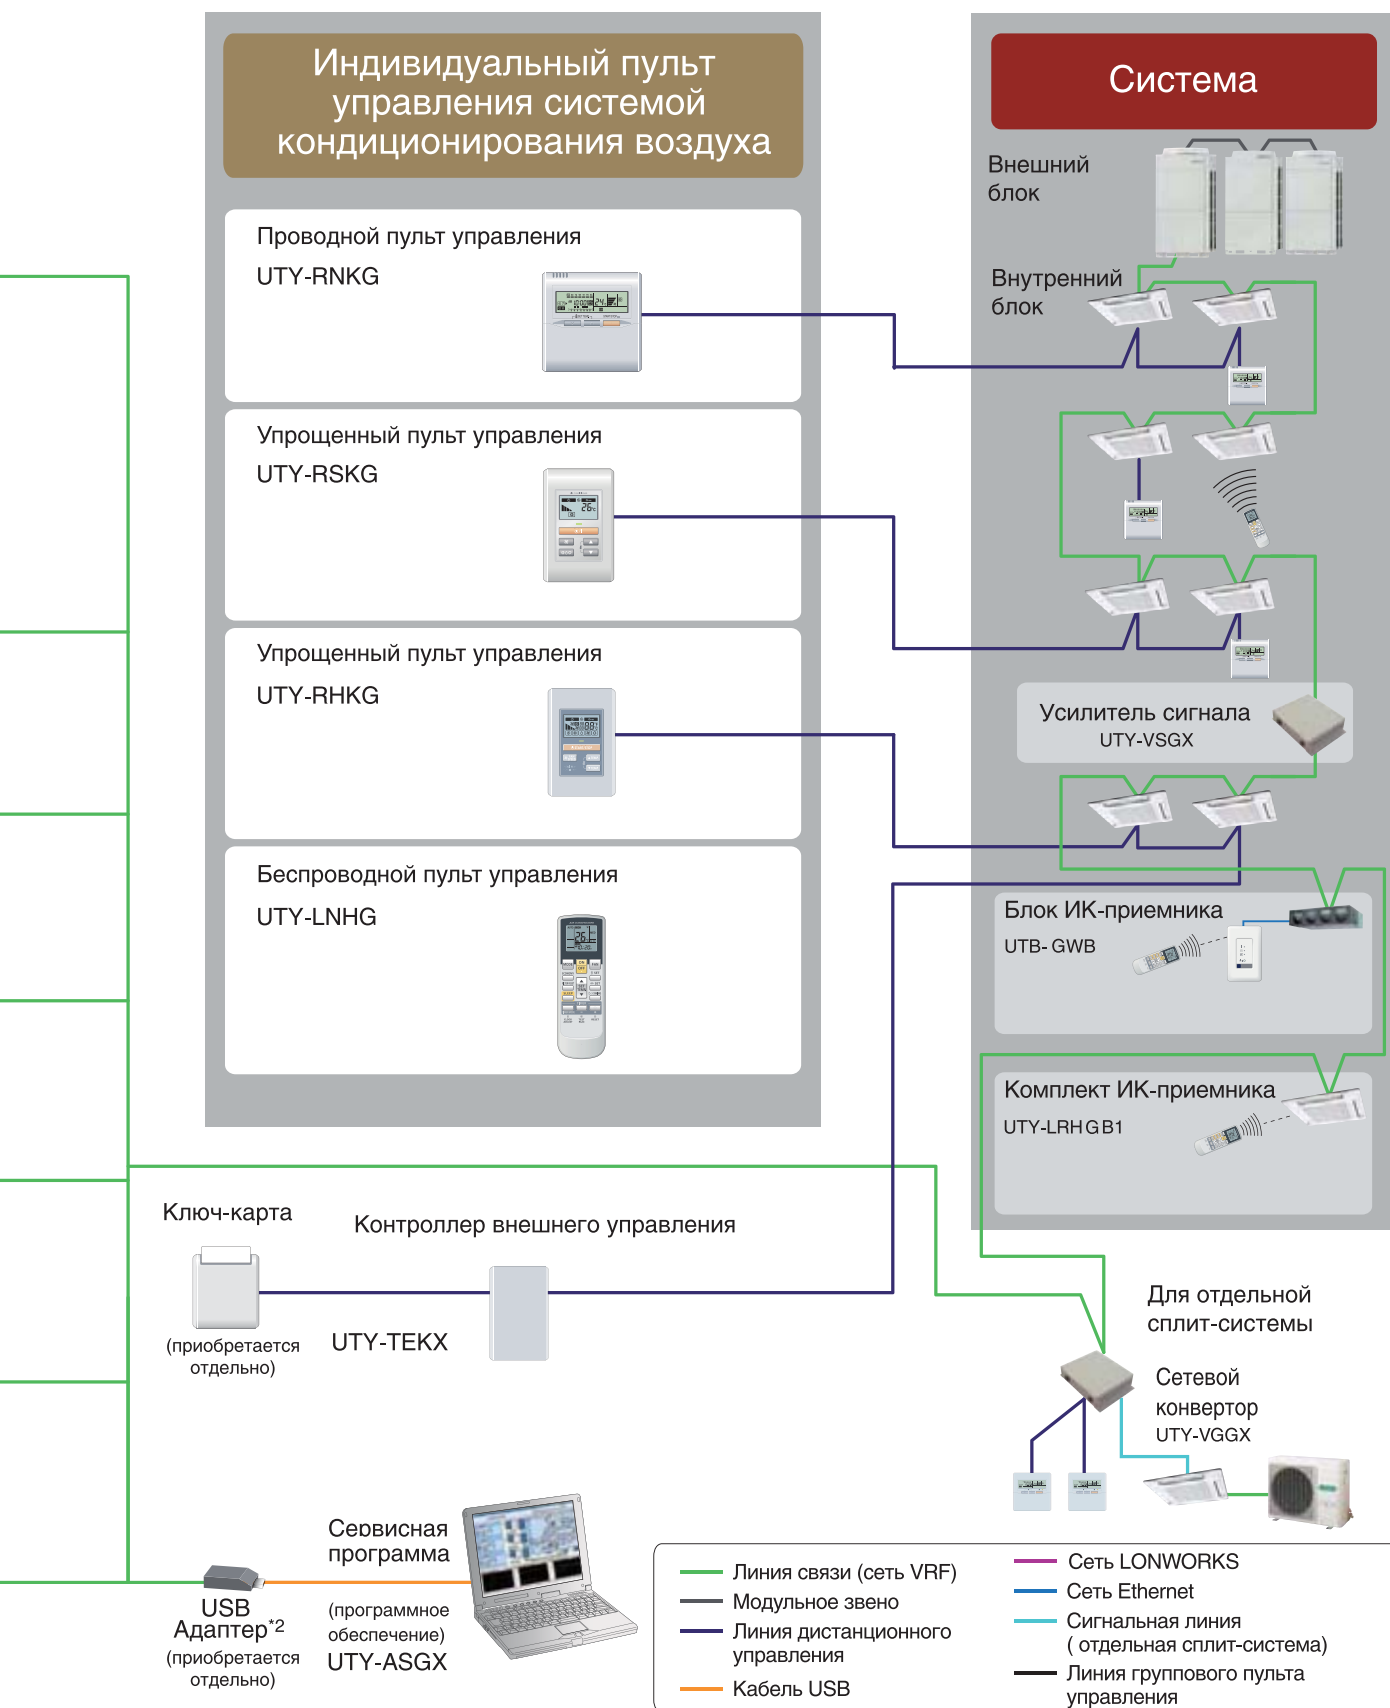 Индивидуальный пульт
управления системой
кондиционирования воздуха
Проводной пульт управления
UTY-RNKG
Упрощенный пульт управления
UTY-RSKG
Упрощенный пульт управления
UTY-RHKG
Беспроводной пульт управления
UTY-LNHG
Система
Внешний
блок
Внутренний
блок
Усилитель сигнала
UTY-VSGX
Блок ИК-приемника
UTB- GWB
Комплект ИК-приемника
UTY-LRHGB1
Ключ-карта
(приобретается
отдельно)
Контроллер внешнего управления
UTY-TEKX
Для отдельной
сплит-системы
Сетевой
конвертор
UTY-VGGX
USB
Адаптер*2
(приобретается
отдельно)
Сервисная
программа
(программное
обеспечение)
UTY-ASGX
Линия связи (сеть VRF)
Модульное звено
Линия дистанционного
управления
Кабель USB
Сеть LONWORKS
Сеть Ethernet
Сигнальная линия
( отдельная сплит-система)
Линия группового пульта
управления